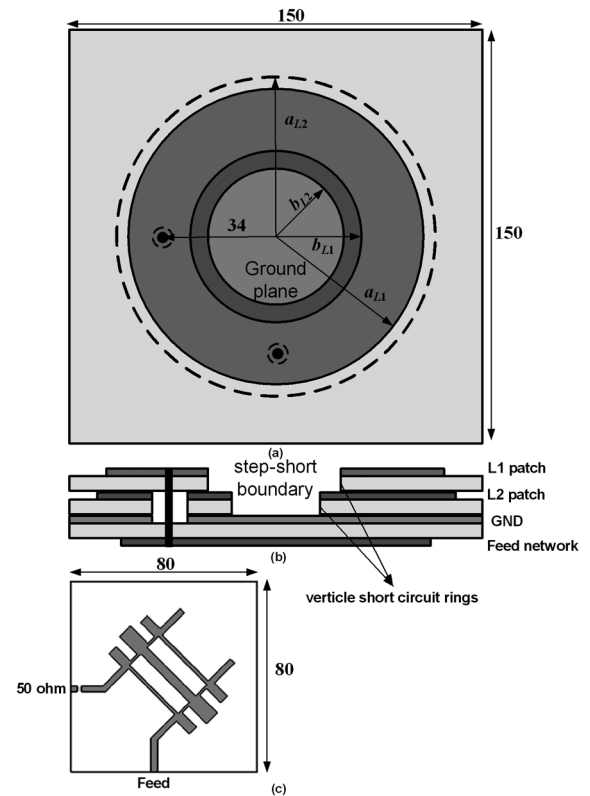 150
aL2
bL2
34
bL1
150
Ground
plane
aL1
(a)
step-short
boundary
L1 patch
L2 patch
GND
Feed network
(b)
80
verticle short circuit rings
50 ohm
80
Feed
(c)